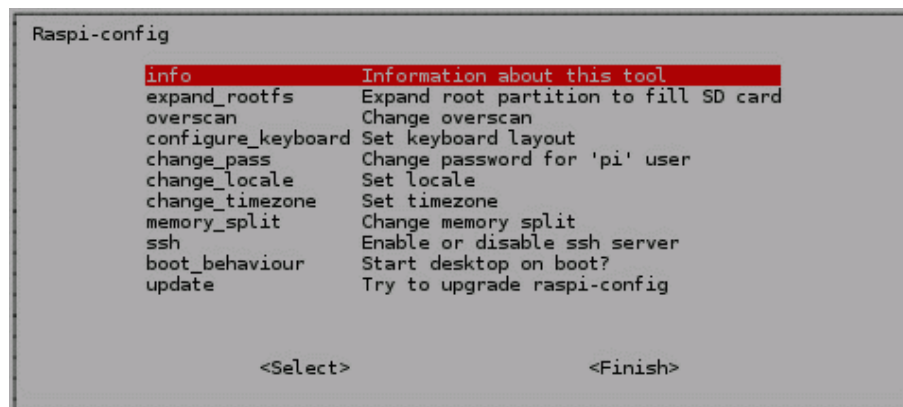 Raspi-config
info Information about this tool
expand_rootfs Expand root partition to fill SD card
overscan Change overscan
configure_keyboard Set keyboard layout
change_pass Change password for 'pi' user
change_locale Set locale
change_timezone Set timezone
memory_split Change memory split
ssh Enable or disable ssh server
boot_behaviour Start desktop on boot?
update Try to upgrade raspi-config
<Select> <Finish>